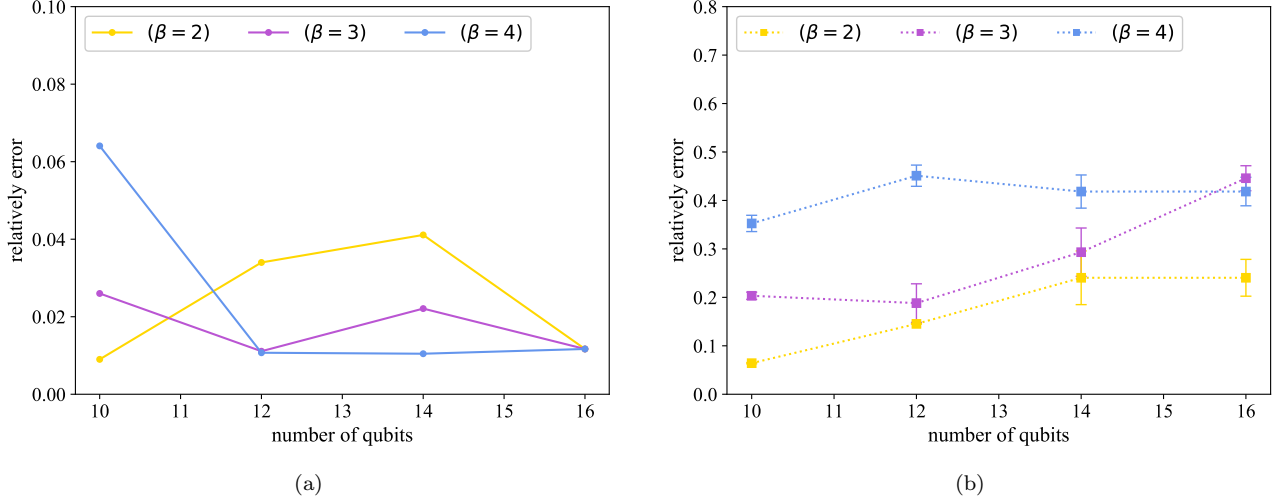 (β = 2) (β = 3) (β = 4)
0.10
0.08
0.06
0.04
0.02
0.00
relatively error
10 11 12 13 14 15 16
number of qubits
(a)
(β = 2) (β = 3) (β = 4)
0.8
0.7
0.6
0.5
0.4
0.3
0.2
0.1
0.0
relatively error
10 11 12 13 14 15 16
number of qubits
(b)